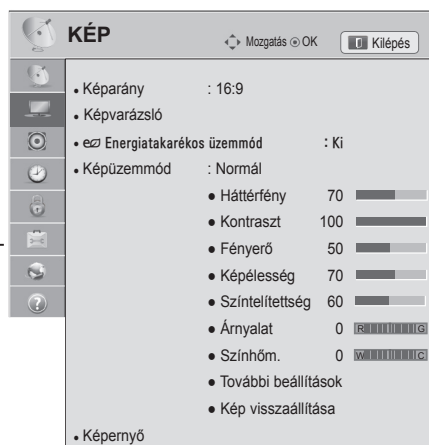 KÉP Mozgatás OK Kilépés
• Képarány : 16:9
• Képvarázsló
• e Energiatakarékos üzemmód : Ki
• Képüzemmód : Normál
• Háttérfény 70
• Kontraszt 100
• Fényerő 50
• Képélesség 70
• Színtelítettség 60
• Árnyalat 0 R G
• Színhőm. 0 W C
• További beállítások
• Kép visszaállítása
• Képernyő